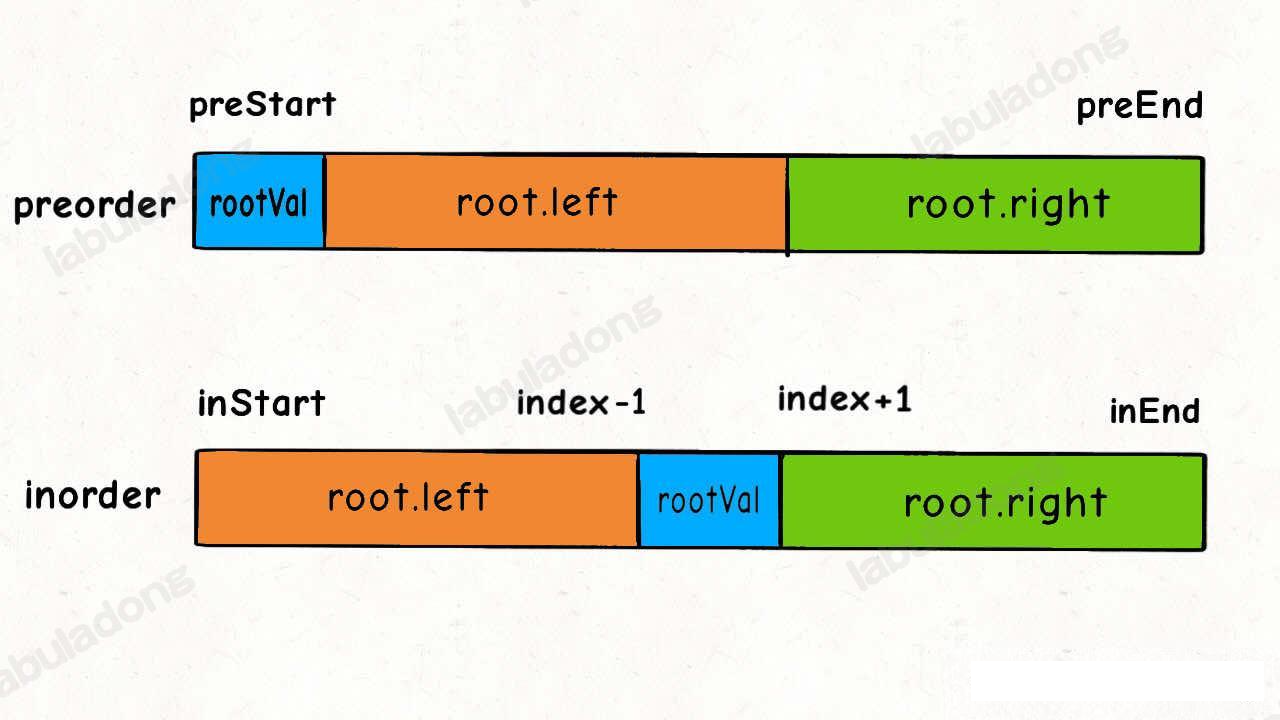 preStart preEnd
preorder rootVal root.left root.right
inStart index-1 index+1 inEnd
inorder root.left rootVal root.right
labuladong
labuladong
labuladong
labuladong
labuladong